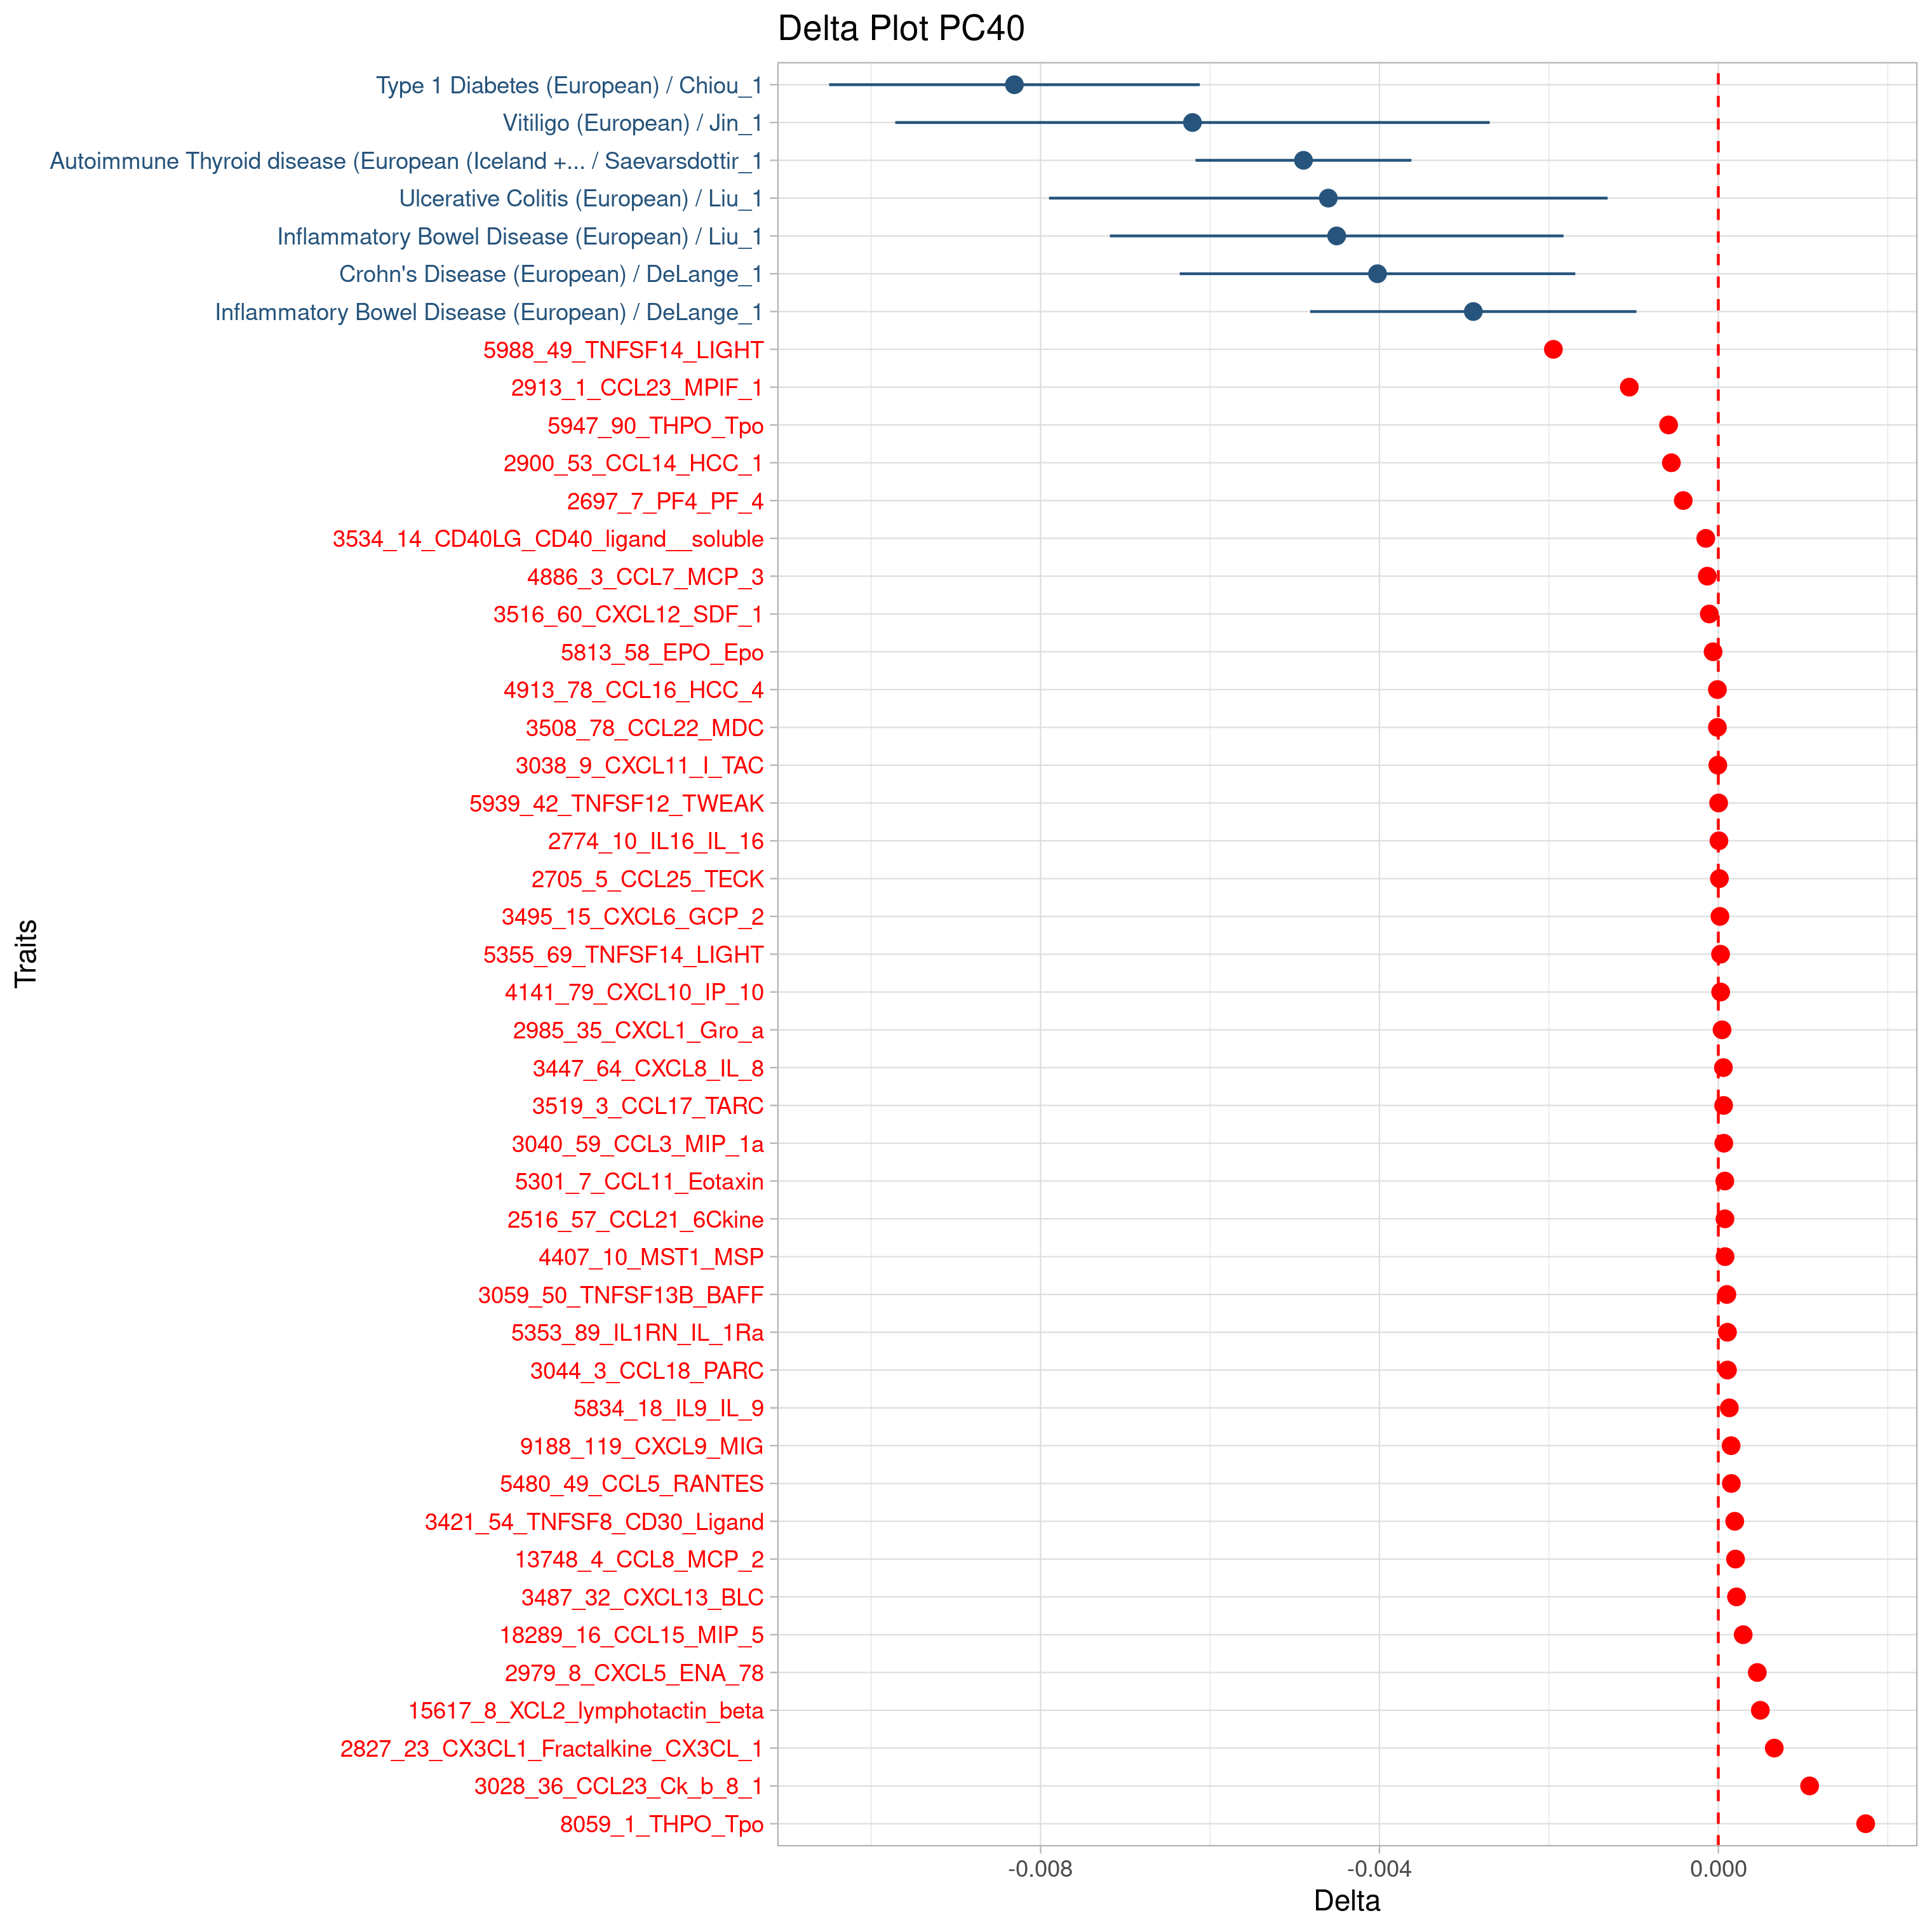 Delta Plot PC40
Type 1 Diabetes (European) / Chiou_1
Vitiligo (European) / Jin_1
Autoimmune Thyroid disease (European (Iceland +... / Saevarsdottir_1
Ulcerative Colitis (European) / Liu_1
Inflammatory Bowel Disease (European) / Liu_1
Crohn's Disease (European) / DeLange_1
Inflammatory Bowel Disease (European) / DeLange_1
5988_49_TNFSF14_LIGHT
2913_1_CCL23_MPIF_1
5947_90_THPO_Tpo
2900_53_CCL14_HCC_1
2697_7_PF4_PF_4
3534_14_CD40LG_CD40_ligand__soluble
4886_3_CCL7_MCP_3
3516_60_CXCL12_SDF_1
5813_58_EPO_Epo
4913_78_CCL16_HCC_4
3508_78_CCL22_MDC
3038_9_CXCL11_I_TAC
5939_42_TNFSF12_TWEAK
2774_10_IL16_IL_16
2705_5_CCL25_TECK
3495_15_CXCL6_GCP_2
5355_69_TNFSF14_LIGHT
4141_79_CXCL10_IP_10
2985_35_CXCL1_Gro_a
3447_64_CXCL8_IL_8
3519_3_CCL17_TARC
3040_59_CCL3_MIP_1a
5301_7_CCL11_Eotaxin
2516_57_CCL21_6Ckine
4407_10_MST1_MSP
3059_50_TNFSF13B_BAFF
5353_89_IL1RN_IL_1Ra
3044_3_CCL18_PARC
5834_18_IL9_IL_9
9188_119_CXCL9_MIG
5480_49_CCL5_RANTES
3421_54_TNFSF8_CD30_Ligand
13748_4_CCL8_MCP_2
3487_32_CXCL13_BLC
18289_16_CCL15_MIP_5
2979_8_CXCL5_ENA_78
15617_8_XCL2_lymphotactin_beta
2827_23_CX3CL1_Fractalkine_CX3CL_1
3028_36_CCL23_Ck_b_8_1
8059_1_THPO_Tpo
Traits
-0.008 -0.004 0.000
Delta